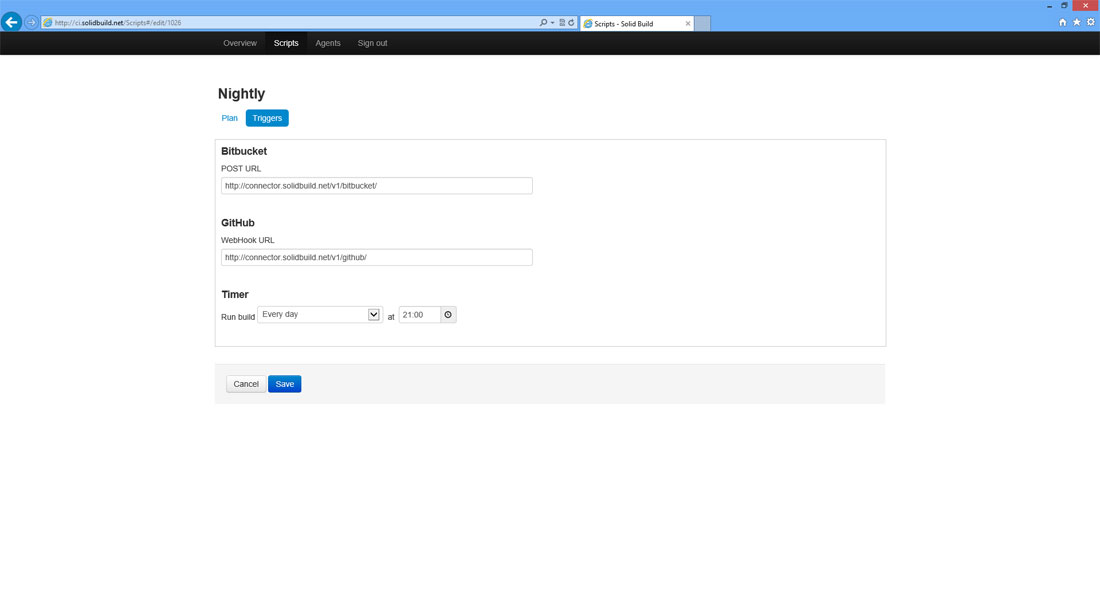 http://ci.solidbuild.net/Scripts#/edit/1026
Scripts - Solid Build
Overview Scripts Agents Sign out
Nightly
Plan Triggers
Bitbucket
POST URL
http://connector.solidbuild.net/v1/bitbucket/
GitHub
WebHook URL
http://connector.solidbuild.net/v1/github/
Timer
Run build Every day at 21:00
Cancel Save